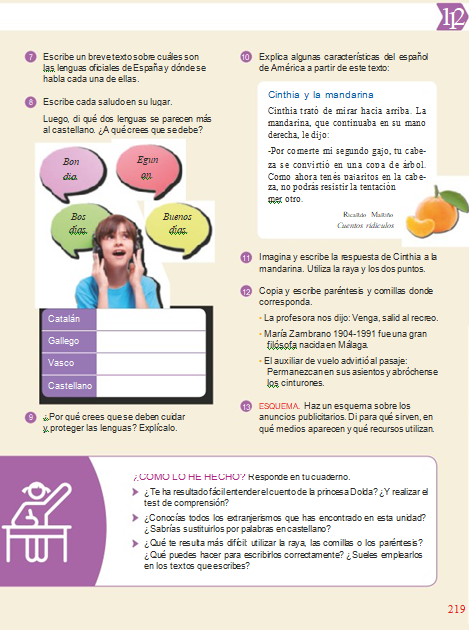 12
7 Escribe un breve texto sobre cuáles son
las lenguas oficiales de España y dónde se
habla cada una de ellas.
8 Escribe cada saludo en su lugar.
Luego, di qué dos lenguas se parecen más
al castellano. ¿A qué crees que se debe?
Bon
dia.
Egun
on.
Bos
días.
Buenos
días.
Catalán
Gallego
Vasco
Castellano
9 ¿Por qué crees que se deben cuidar
y proteger las lenguas? Explícalo.
10 Explica algunas características del español
de América a partir de este texto:
Cinthia y la mandarina
Cinthia trató de mirar hacia arriba. La
mandarina, que continuaba en su mano
derecha, le dijo:
-Por comerte mi segundo gajo, tu cabe-
za se convirtió en una copa de árbol.
Como ahora tenés pajaritos en la cabe-
za, no podrás resistir la tentación
otro.
Ricardo Mariño
Cuentos ridículos
11 Imagina y escribe la respuesta de Cinthia a la
mandarina. Utiliza la raya y los dos puntos.
12 Copia y escribe paréntesis y comillas donde
corresponda.
• La profesora nos dijo: Venga, salid al recreo.
• María Zambrano 1904-1991 fue una gran
filósofa nacida en Málaga.
• El auxiliar de vuelo advirtió al pasaje:
Permanezcan en sus asientos y abróchense
los cinturones.
13 ESQUEMA. Haz un esquema sobre los
anuncios publicitarios. Di para qué sirven, en
qué medios aparecen y qué recursos utilizan.
¿CÓMO LO HE HECHO? Responde en tu cuaderno.
¿Te ha resultado fácil entender el cuento de la princesa Dolda? ¿Y realizar el
test de comprensión?
¿Conocías todos los extranjerismos que has encontrado en esta unidad?
¿Sabrías sustituirlos por palabras en castellano?
¿Qué te resulta más difícil: utilizar la raya, las comillas o los paréntesis?
¿Qué puedes hacer para escribirlos correctamente? ¿Sueles emplearlos
en los textos que escribes?
219